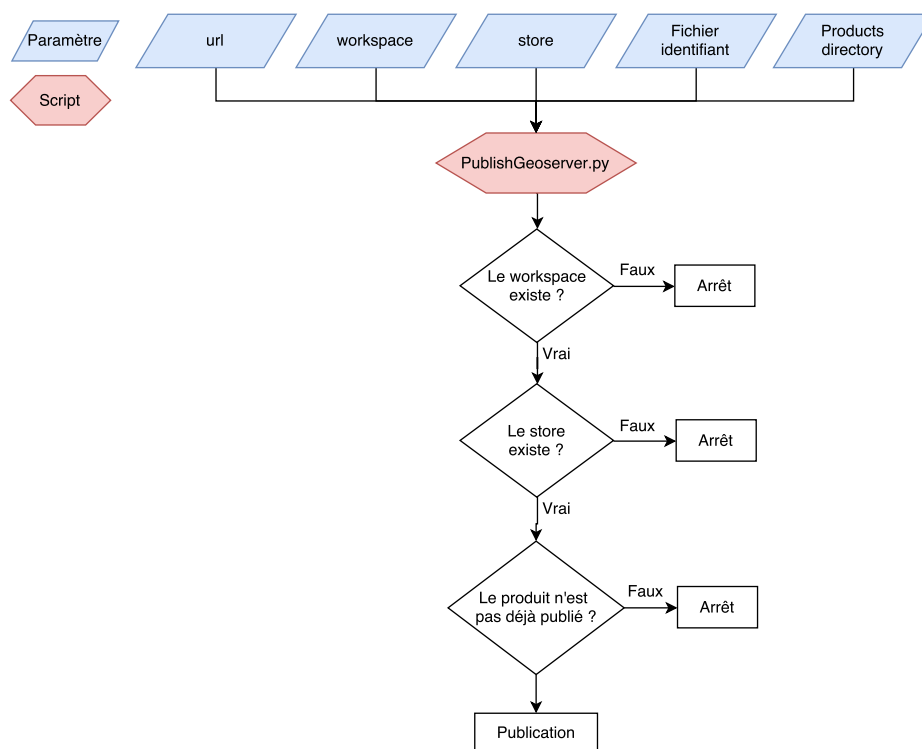 Paramètre
url
workspace
store
Fichier
identifiant
Products
directory
Script
PublishGeoserver.py
Le workspace
existe ?
Faux
Arrêt
Vrai
Le store
existe ?
Faux
Arrêt
Vrai
Le produit n'est
pas déjà publié ?
Faux
Arrêt
Publication